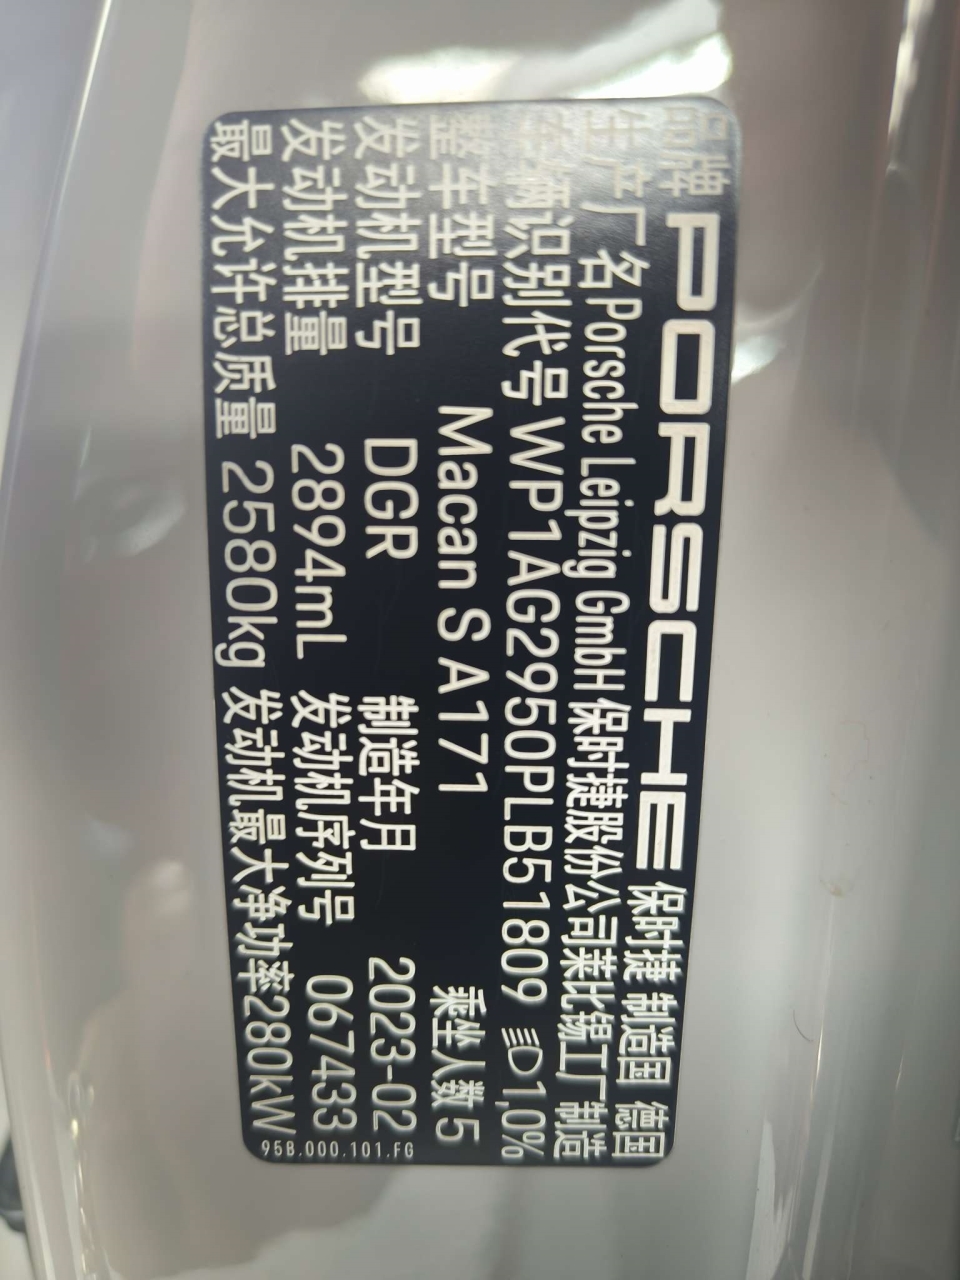 品牌 PORSCHE 保时捷 制造国 德国
生产厂名Porsche Leipzig GmbH 保时捷股份公司莱比锡工厂制造
车辆识别代号 WP1AG2950PLB51809 1,0%
整车型号 Macan S A171 乘坐人数 5
发动机型号 DGR 制造年月 2023-02
发动机排量 2894mL 发动机序列号 067433
最大允许总质量 2580kg 发动机最大净功率280kW
95B.000.101.FG